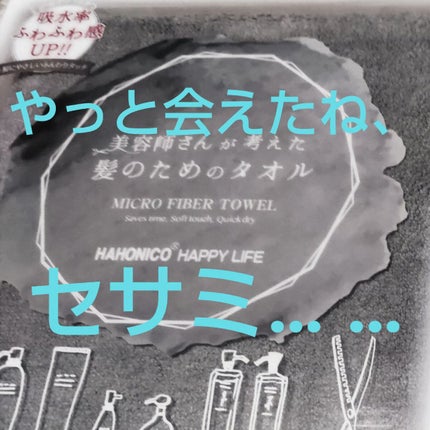 吸水率
ふわふわ感
UP!!
やっと会えたね、
美容師さんが考えた
髪のためのタオル
MICRO FIBER TOWEL
Saves time, Soft touch, Quick dry
HAHONICO® HAPPY LIFE
セサミ... ...